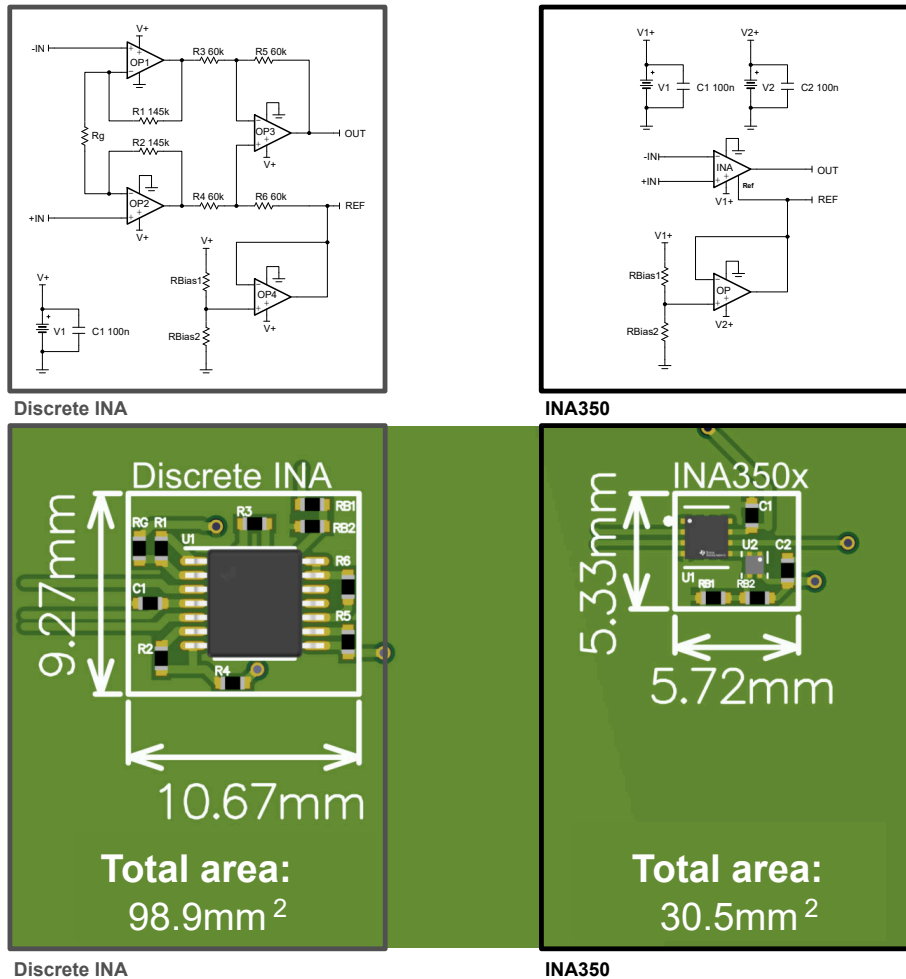 V+
-IN
OP1
R3 60k
R5 60k
R1 145k
Rg
R2 145k
OP3
OUT
V+
OP2
R4 60k
R6 60k
REF
+IN
V+
V+
RBias1
OP4
V+
RBias2
V+
V1
C1 100n
Discrete INA
V1+
V2+
V1
C1 100n
V2
C2 100n
-IN
INA
OUT
+IN
Ref
V1+
REF
V1+
RBias1
OP
V2+
RBias2
INA350
Discrete INA
9.27mm
RG
R1
R3
RB1
RB2
U1
R6
C1
R5
R2
R4
10.67mm
Total area:
98.9mm 2
Discrete INA
INA350x
5.33mm
C1
U2
C2
U1
RB1
RB2
5.72mm
Total area:
30.5mm 2
INA350